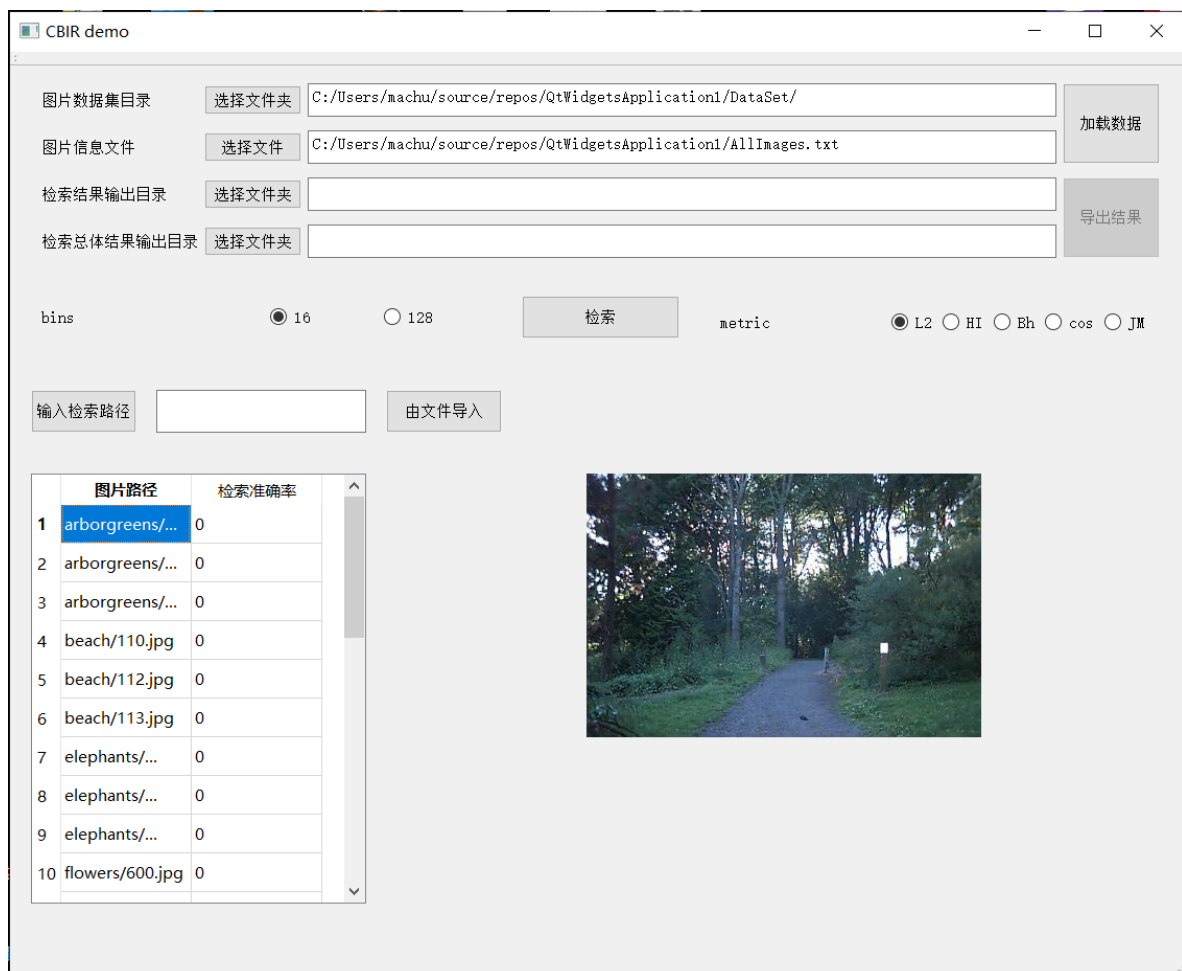 CBIR demo
图片数据集目录 选择文件夹 C:/Users/machu/source/repos/QtWidgetsApplication1/DataSet/
加载数据
图片信息文件 选择文件 C:/Users/machu/source/repos/QtWidgetsApplication1/AllImages.txt
检索结果输出目录 选择文件夹
导出结果
检索总体结果输出目录 选择文件夹
bins 16 128 检索 metric L2 HI Bh cos JM
输入检索路径 由文件导入
图片路径 检索准确率
1 arborgreens/... 0
2 arborgreens/... 0
3 arborgreens/... 0
4 beach/110.jpg 0
5 beach/112.jpg 0
6 beach/113.jpg 0
7 elephants/... 0
8 elephants/... 0
9 elephants/... 0
10 flowers/600.jpg 0